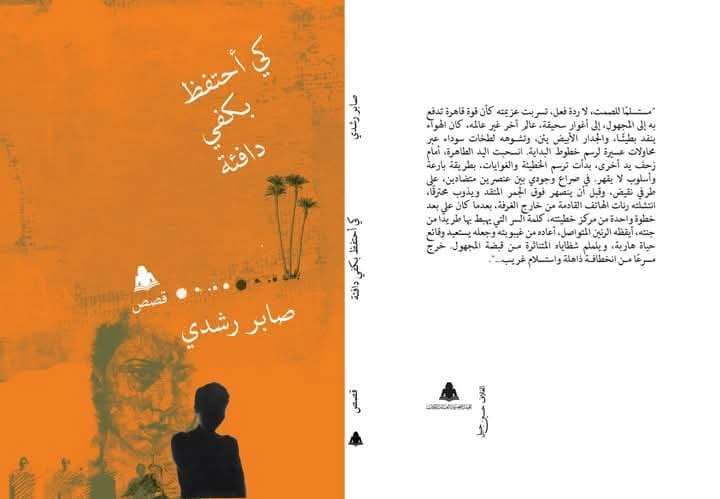 كي أحتفظ
بكفي
دافئة
قصص
صابر رشدي
صابر رشدي
كي أحتفظ بكفي دافئة
قصص
"مستسلمًا للصمت، لا ردة فعل، تسربت عزيمته كأن قوة قاهرة تدفع
به إلى المجهول، إلى أغوار سحيقة، عالم آخر غير عالمه، كان الهواء
ينفد بطيئًا، والجدار الأبيض يئن، وتشوهه لطخات سوداء عبر
محاولات عسيرة لرسم خطوط البداية. انسحبت اليد الطاهرة، أمام
زحف يد أخرى، بدأت ترسم الخطيئة والغوايات، بطريقة بارعة
وأسلوب لا يقهر. في صراع وجودي بين عنصرين متضادين، على
طرفي نقيض، وقبل أن ينصهر فوق الجمر المتقد ويذوب محترقًا،
انتشلته رنات الهاتف القادمة من خارج الغرفة، بعدما كان على بعد
خطوة واحدة من مركز خطيئته، كلمة السر التي يهبط بها طريدًا من
جنته، أيقظه الرنين المتواصل، أعاده من غيبوبته وجعله يستعيد وقائع
حياة هاربة، ويلملم شظاياه المتناثرة من قبضة المجهول. خرج
مسرعًا من انخطافة ذاهلة واستسلام غريب...".
الغلاف